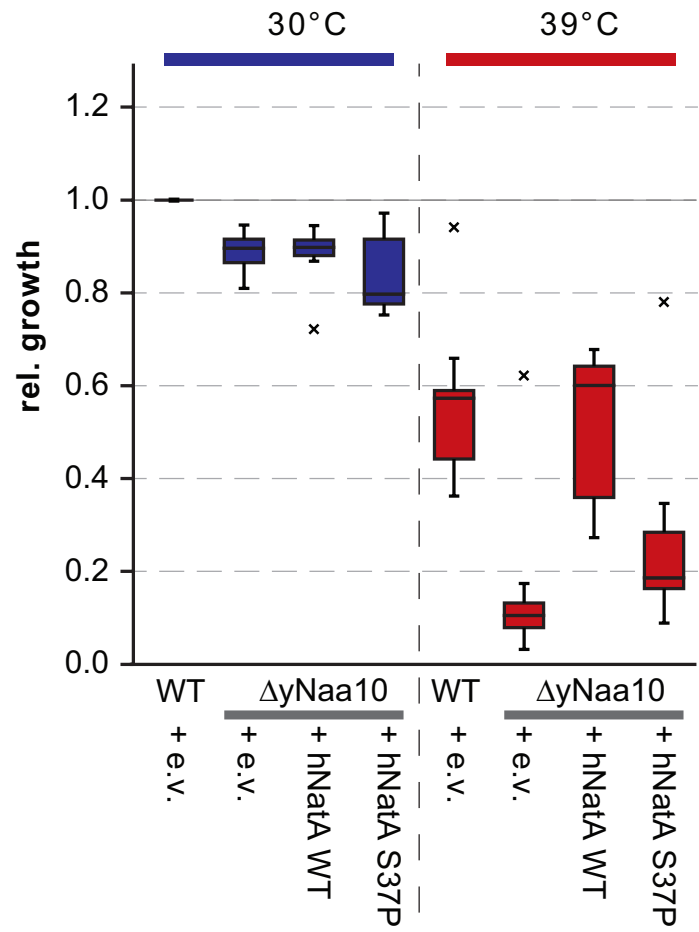 30°C 39°C
1.2
1.0
0.8
0.6
0.4
0.2
0.0
rel. growth
WT ΔyNaa10 WT ΔyNaa10
+ e.v.
+ e.v.
+ hNatA WT
+ hNatA S37P
+ e.v.
+ e.v.
+ hNatA WT
+ hNatA S37P